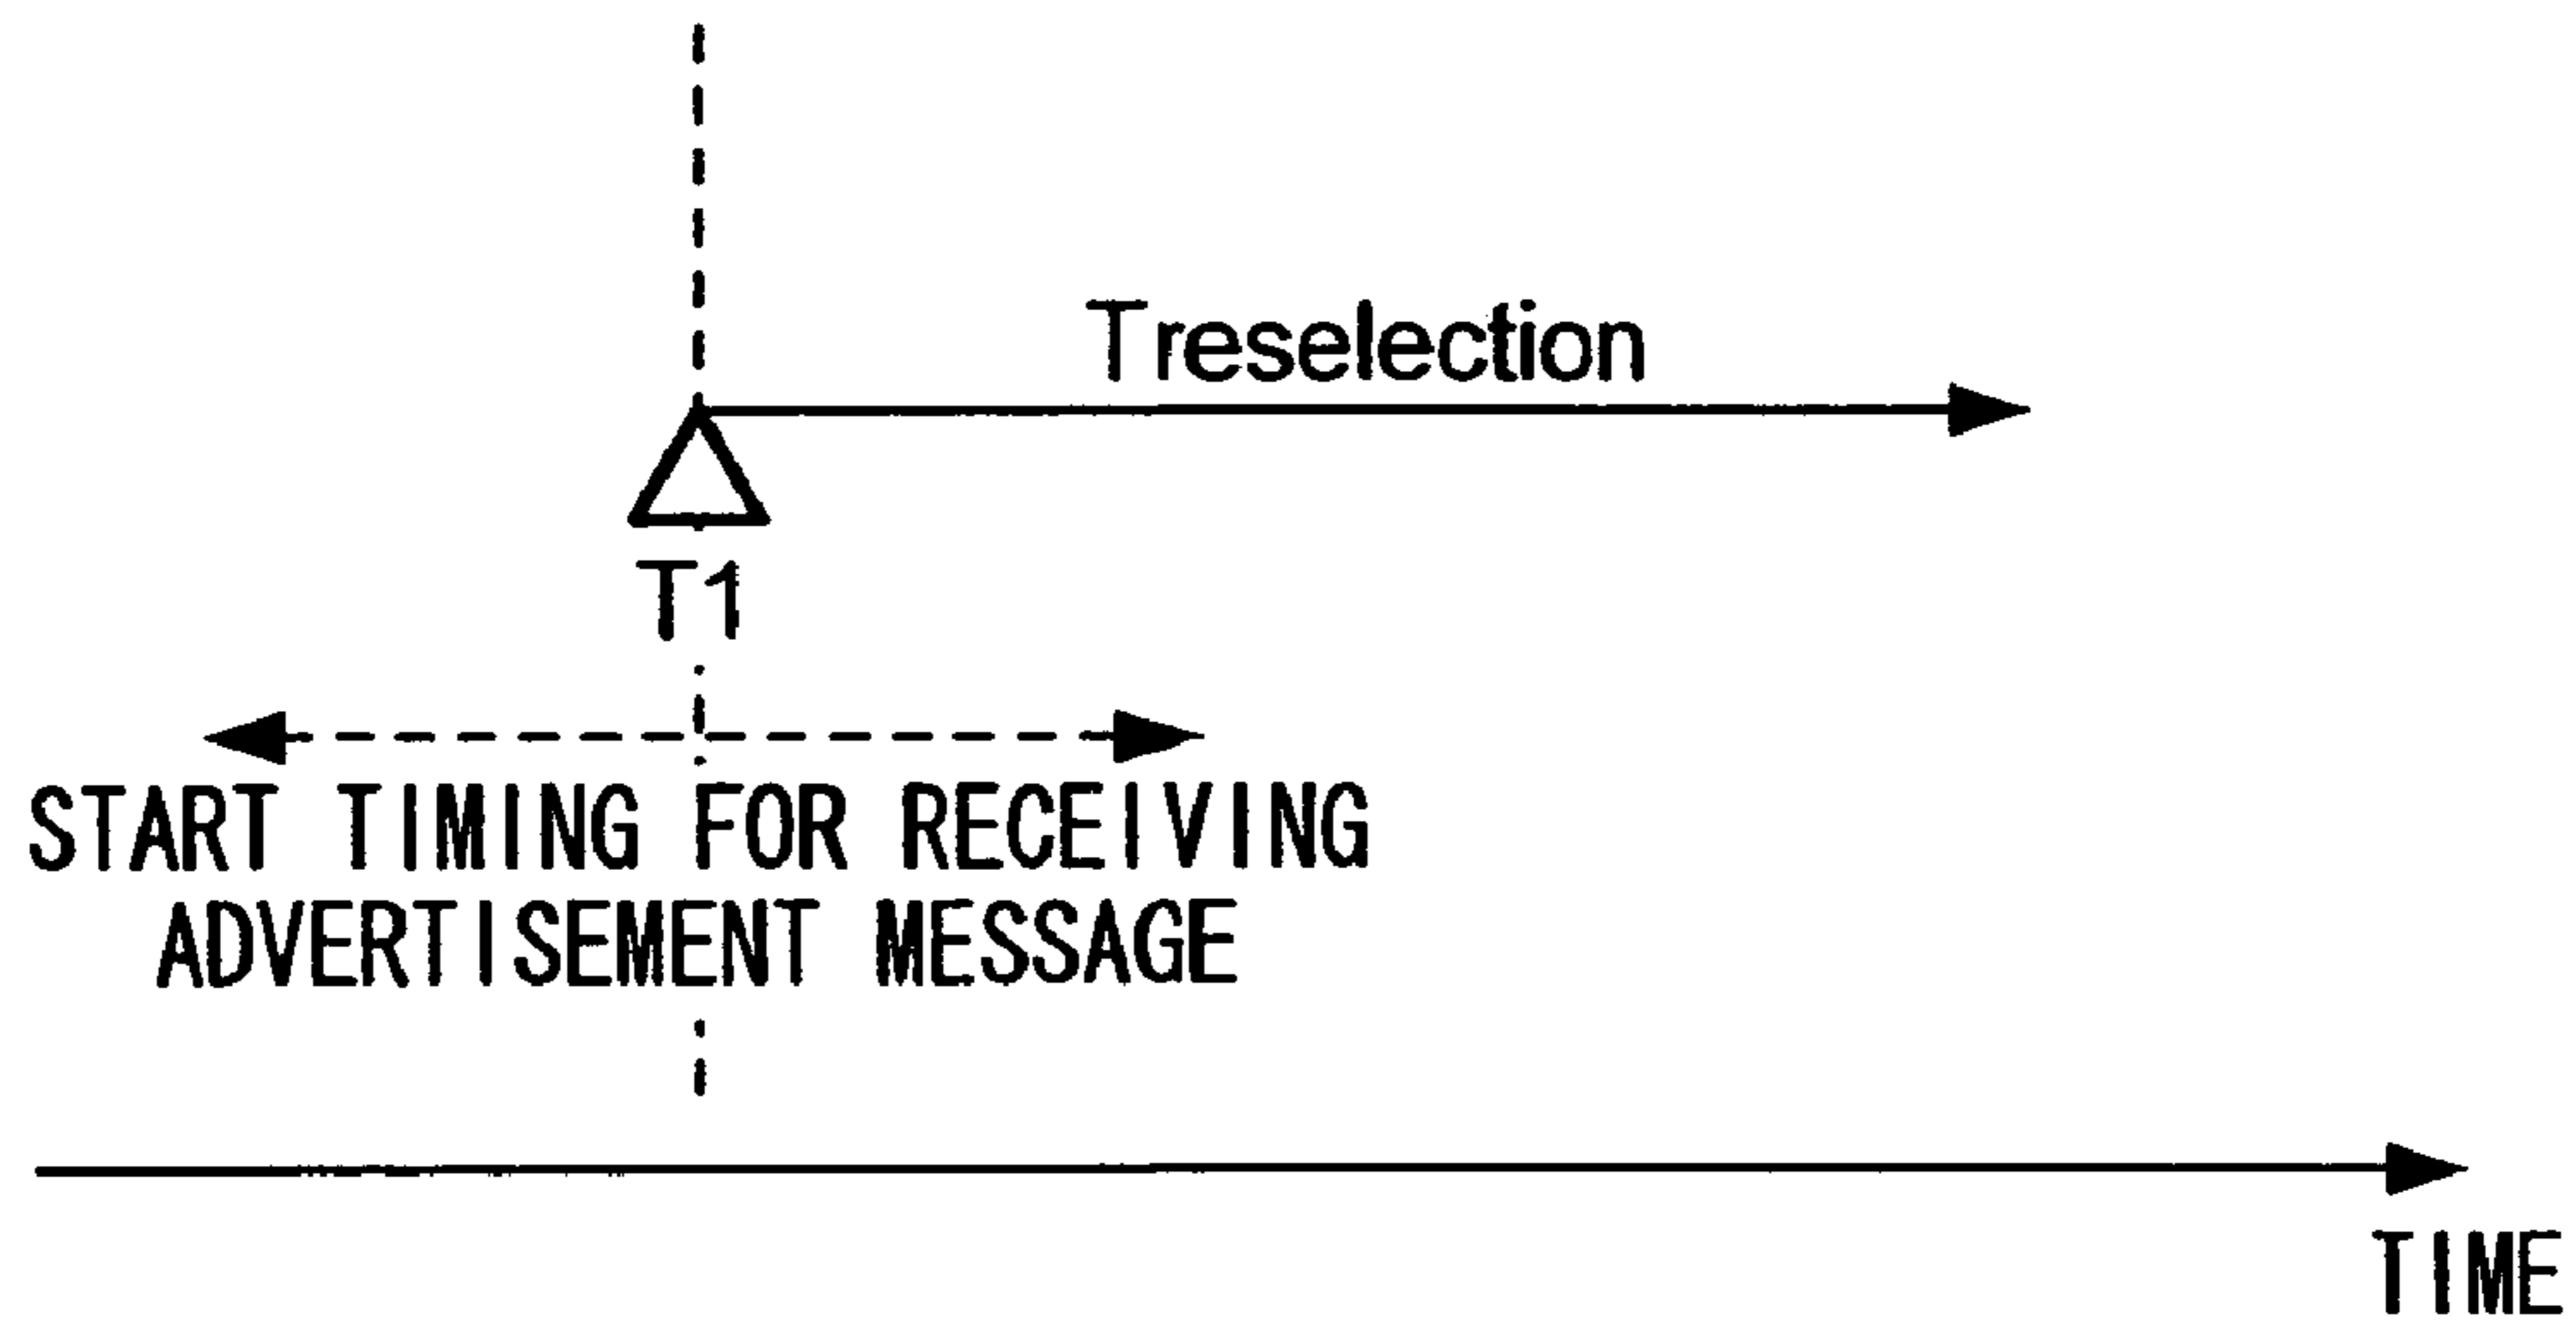 Treselection
T1
START TIMING FOR RECEIVING
ADVERTISEMENT MESSAGE
TIME